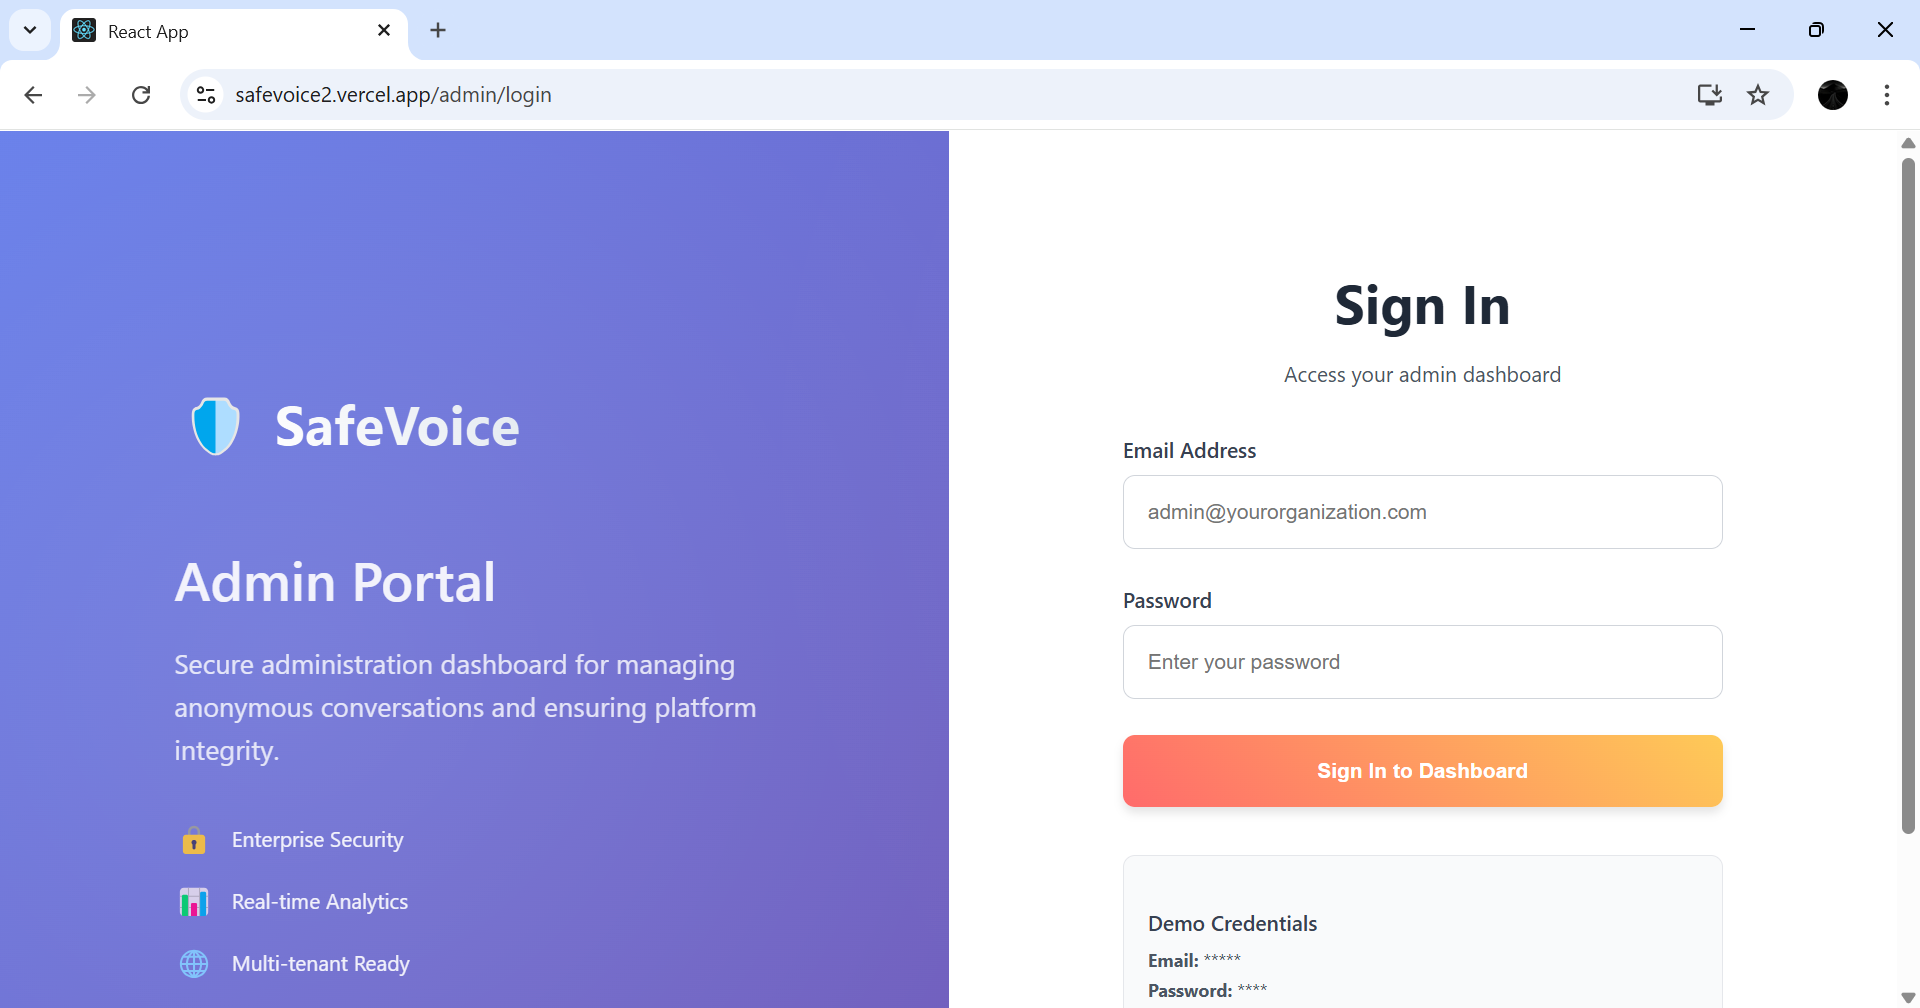 React App
safevoice2.vercel.app/admin/login
SafeVoice
Admin Portal
Secure administration dashboard for managing
anonymous conversations and ensuring platform
integrity.
Enterprise Security
Real-time Analytics
Multi-tenant Ready
Sign In
Access your admin dashboard
Email Address
admin@yourorganization.com
Password
Enter your password
Sign In to Dashboard
Demo Credentials
Email: *****
Password: ****